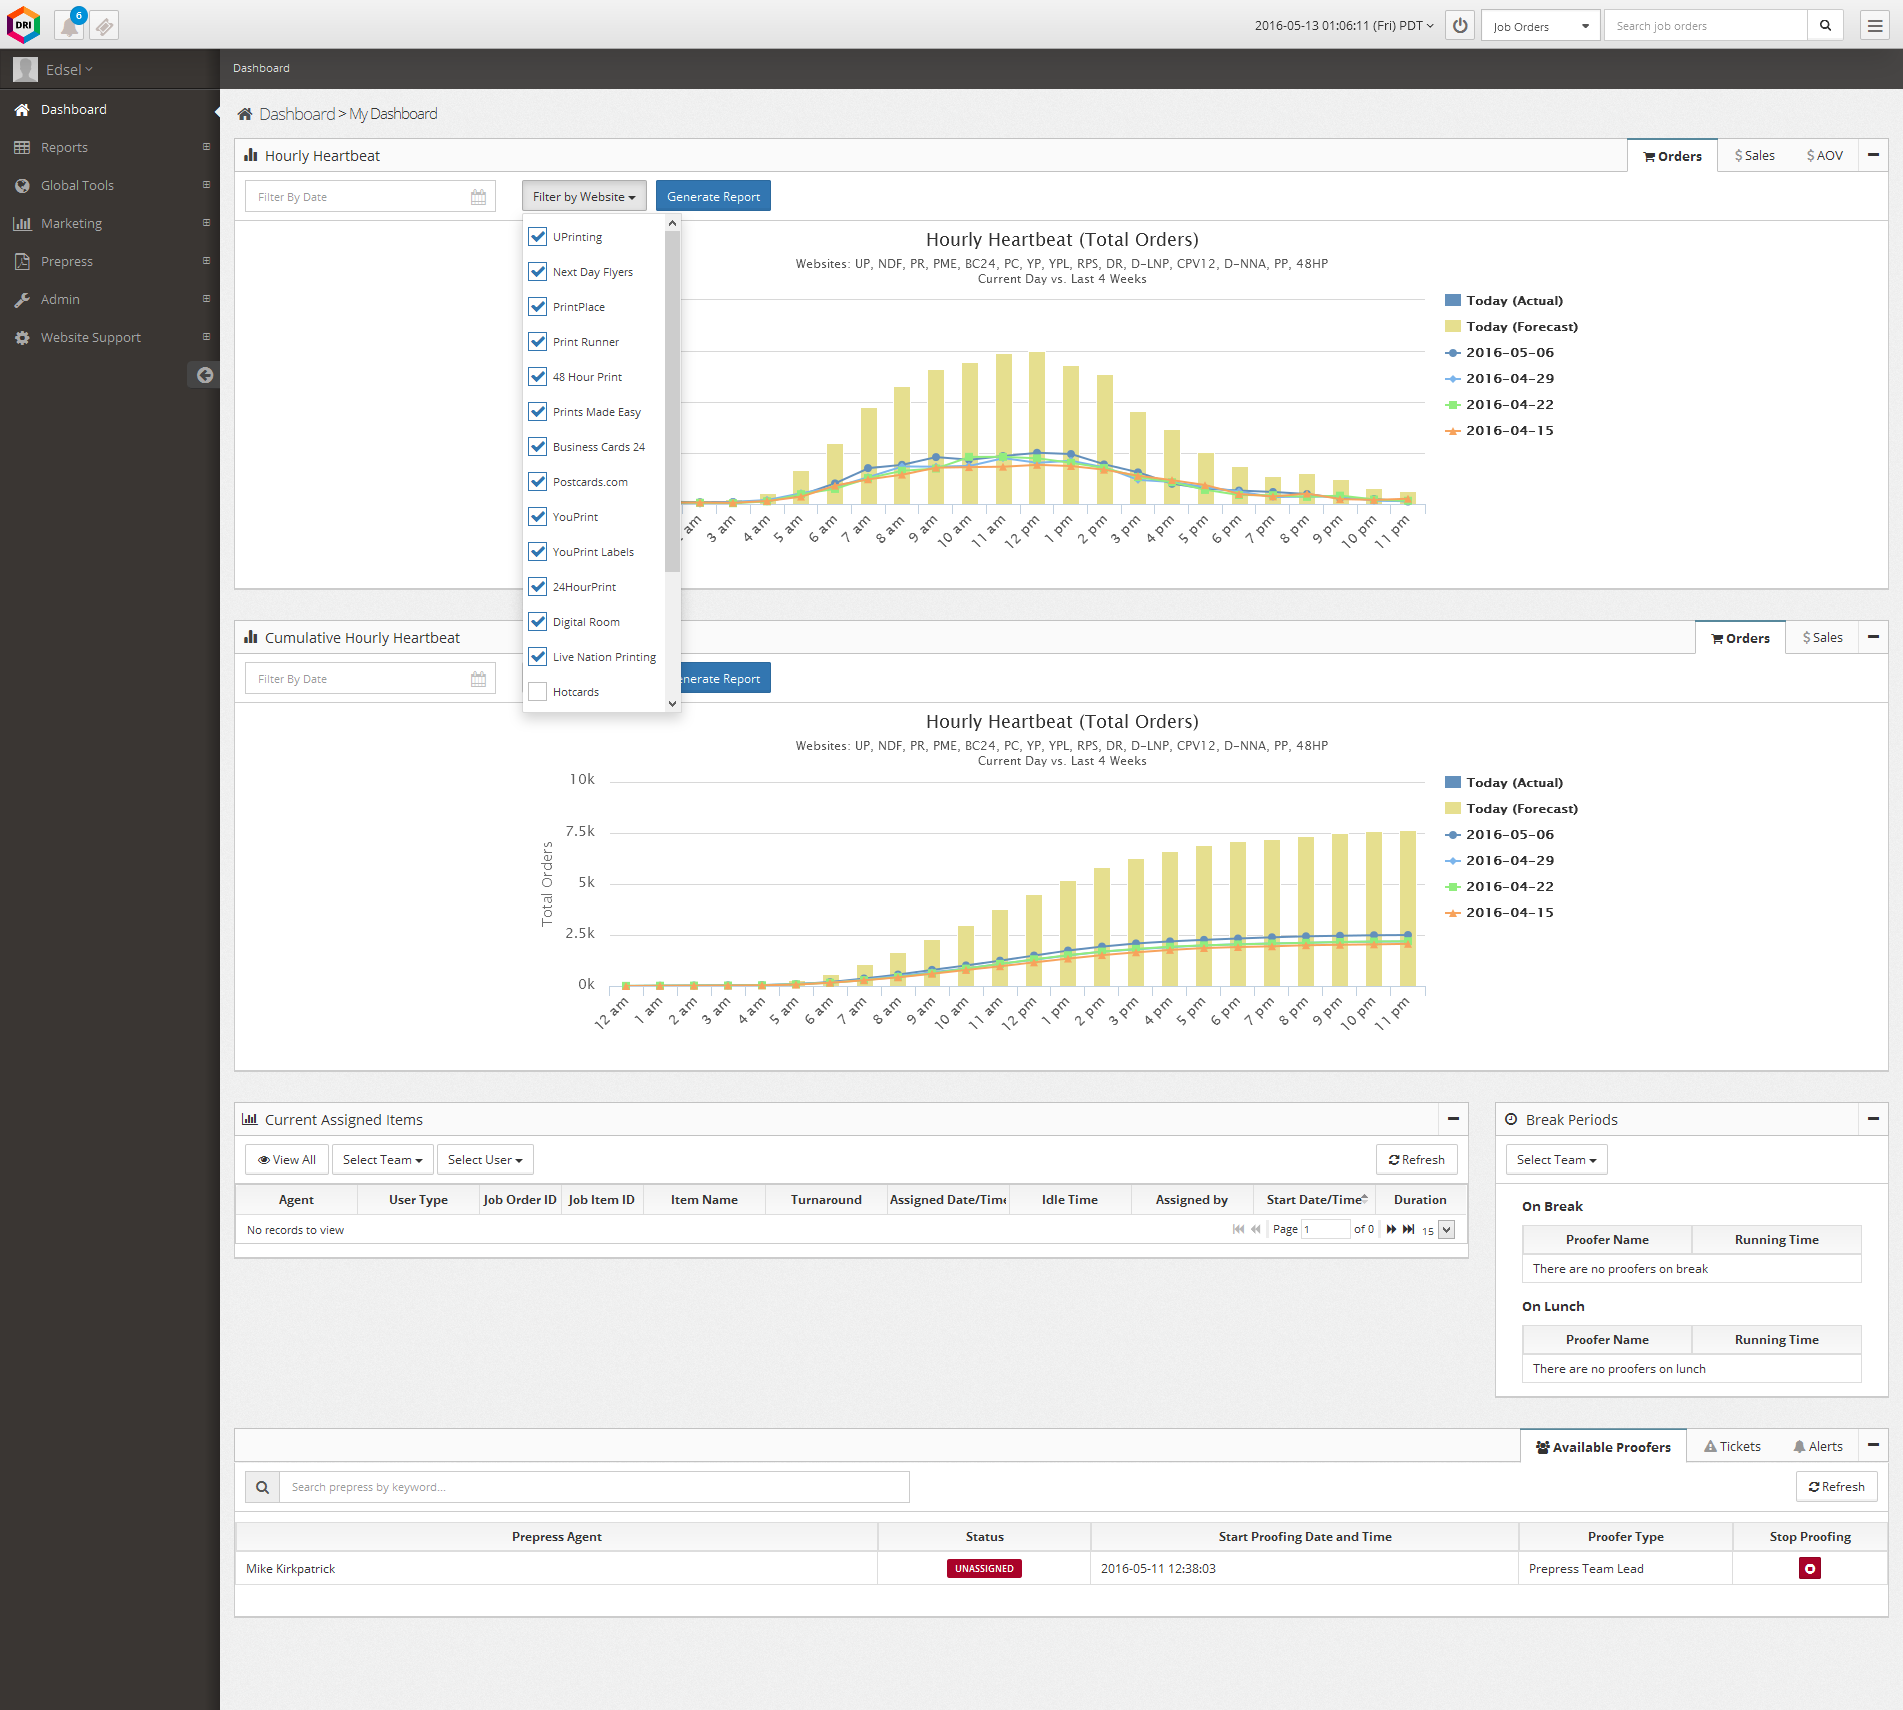 DRI
6
2016-05-13 01:06:11 (Fri) PDT
Job Orders
Search job orders
Edsel
Dashboard
Dashboard
Reports
Global Tools
Marketing
Prepress
Admin
Website Support
Dashboard > My Dashboard
Hourly Heartbeat
Orders
$ Sales
$ AOV
Filter By Date
Filter by Website
Generate Report
UPrinting
Next Day Flyers
PrintPlace
Print Runner
48 Hour Print
Prints Made Easy
Business Cards 24
Postcards.com
YouPrint
YouPrint Labels
24HourPrint
Digital Room
Live Nation Printing
Hotcards
Hourly Heartbeat (Total Orders)
Websites: UP, NDF, PR, PME, BC24, PC, YP, YPL, RPS, DR, D-LNP, CPV12, D-NNA, PP, 48HP
Current Day vs. Last 4 Weeks
Today (Actual)
Today (Forecast)
2016-05-06
2016-04-29
2016-04-22
2016-04-15
am 3 am 4 am 5 am 6 am 7 am 8 am 9 am 10 am 11 am 12 pm 1 pm 2 pm 3 pm 4 pm 5 pm 6 pm 7 pm 8 pm 9 pm 10 pm 11 pm
Cumulative Hourly Heartbeat
Orders
$ Sales
Filter By Date
enerate Report
Hourly Heartbeat (Total Orders)
Websites: UP, NDF, PR, PME, BC24, PC, YP, YPL, RPS, DR, D-LNP, CPV12, D-NNA, PP, 48HP
Current Day vs. Last 4 Weeks
Total Orders
10k
7.5k
5k
2.5k
0k
12 am 1 am 2 am 3 am 4 am 5 am 6 am 7 am 8 am 9 am 10 am 11 am 12 pm 1 pm 2 pm 3 pm 4 pm 5 pm 6 pm 7 pm 8 pm 9 pm 10 pm 11 pm
Today (Actual)
Today (Forecast)
2016-05-06
2016-04-29
2016-04-22
2016-04-15
Current Assigned Items
View All
Select Team
Select User
Refresh
Agent User Type Job Order ID Job Item ID Item Name Turnaround Assigned Date/Time Idle Time Assigned by Start Date/Time Duration
No records to view
Page 1 of 0 15
Break Periods
Select Team
On Break
Proofer Name Running Time
There are no proofers on break
On Lunch
Proofer Name Running Time
There are no proofers on lunch
Available Proofers
Tickets
Alerts
Search prepress by keyword...
Refresh
Prepress Agent Status Start Proofing Date and Time Proofer Type Stop Proofing
Mike Kirkpatrick UNASSIGNED 2016-05-11 12:38:03 Prepress Team Lead